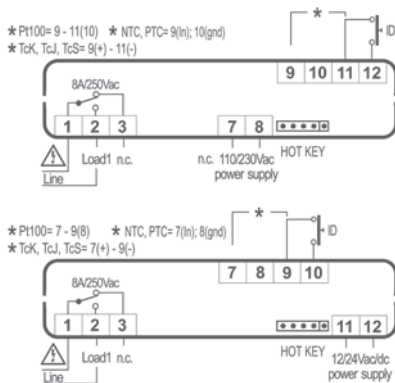 * Pt100= 9 - 11(10) * NTC, PTC= 9(In); 10(gnd)
* TcK, TcJ, TcS= 9(+) - 11(-)
* ID
9 10 11 12
8A/250Vac
1 2 3 7 8
HOT KEY
Line Load1 n.c. n.c. 110/230Vac
power supply
* Pt100= 7 - 9(8) * NTC, PTC= 7(In); 8(gnd)
* TcK, TcJ, TcS= 7(+) - 9(-)
* ID
7 8 9 10
8A/250Vac
1 2 3 11 12
Line Load1 n.c. HOT KEY 12/24Vac/dc
power supply